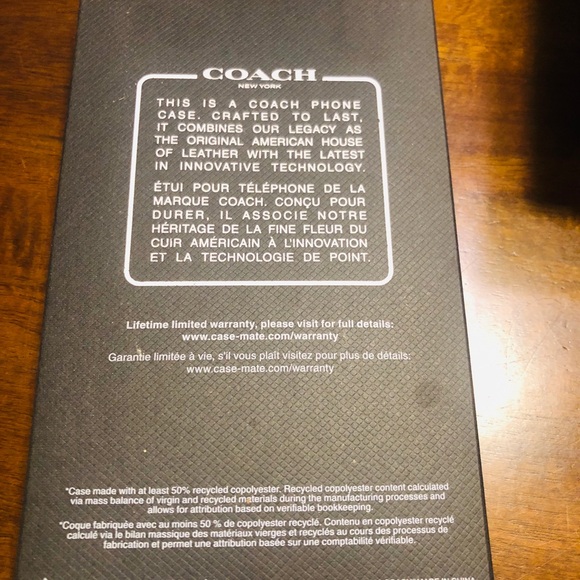 COACH
NEW YORK
THIS IS A COACH PHONE
CASE. CRAFTED TO LAST,
IT COMBINES OUR LEGACY AS
THE ORIGINAL AMERICAN HOUSE
OF LEATHER WITH THE LATEST
IN INNOVATIVE TECHNOLOGY.
ÉTUI POUR TÉLÉPHONE DE LA
MARQUE COACH. CONÇU POUR
DURER, IL ASSOCIE NOTRE
HÉRITAGE DE LA FINE FLEUR DU
CUIR AMÉRICAIN À L'INNOVATION
ET LA TECHNOLOGIE DE POINT.
Lifetime limited warranty, please visit for full details:
www.case-mate.com/warranty
Garantie limitée à vie, s'il vous plaît visitez pour plus de détails:
www.case-mate.com/warranty
*Case made with at least 50% recycled copolyester. Recycled copolyester content calculated
via mass balance of virgin and recycled materials during the manufacturing processes and
allows for attribution based on verifiable bookkeeping.
*Coque fabriquée avec au moins 50 % de copolyester recyclé. Contenu en copolyester recyclé
calculé via le bilan massique des matériaux vierges et recyclés au cours des processus de
fabrication et permet une attribution basée sur une comptabilité vérifiable.
MADE IN CHINA